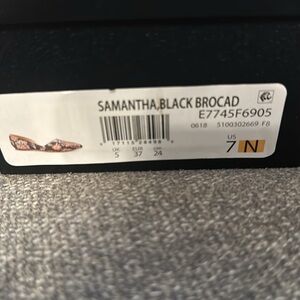 SAMANTHA,BLACK BROCAD
E7745F6905
0618 5100302669 F8
UK EUR CM
5 37 24
US
7 N